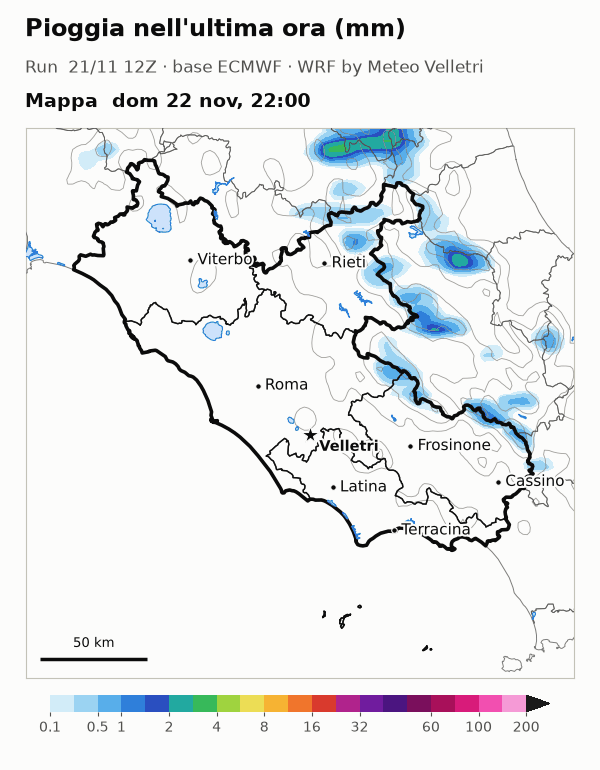 Pioggia nell'ultima ora (mm)
Run  21/11 12Z · base ECMWF · WRF by Meteo Velletri
Mappa  dom 22 nov, 22:00
Viterbo
Rieti
Roma
Velletri
Frosinone
Latina
Cassino
Terracina
50 km
0.1 0.5 1 2 4 8 16 32 60 100 200